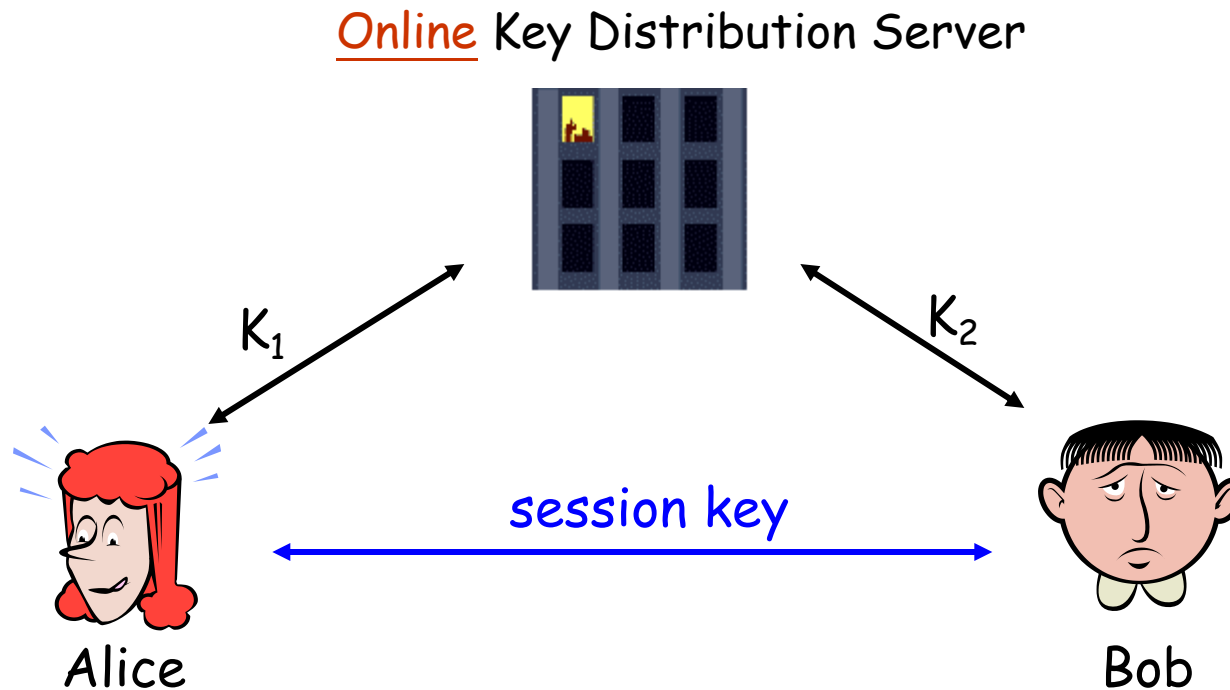 Online Key Distribution Server
K₁
K₂
session key
Alice
Bob